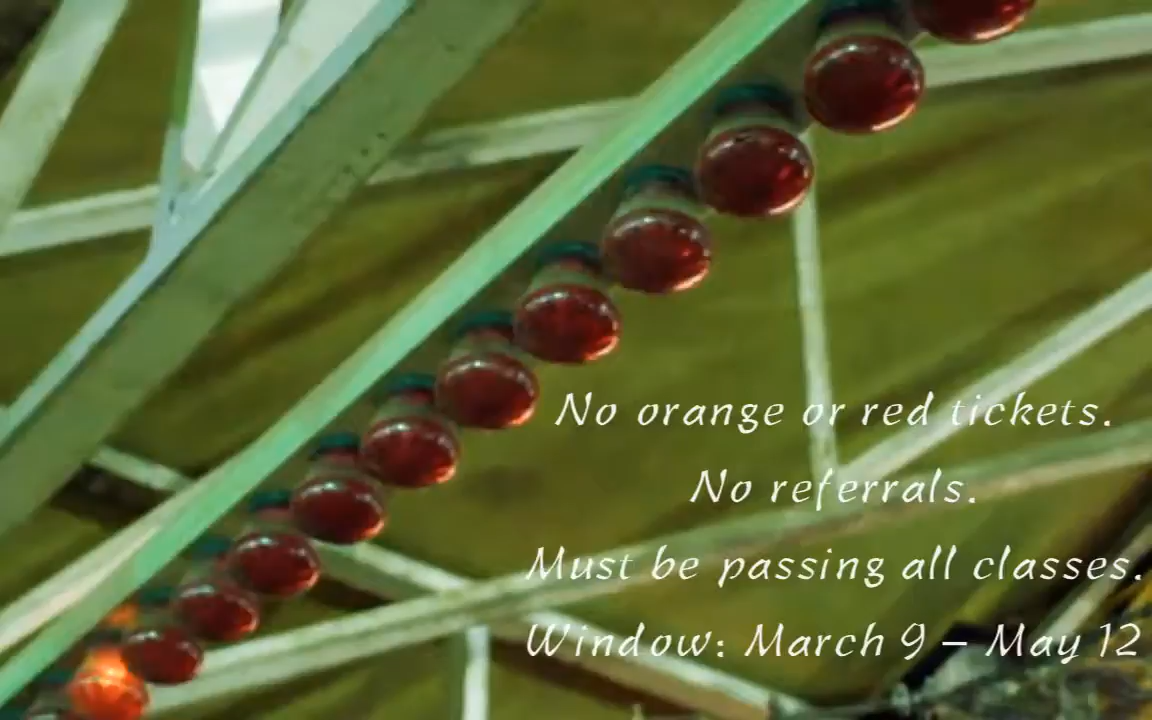 No orange or red tickets.
No referrals.
Must be passing all classes.
Window: March 9 – May 12